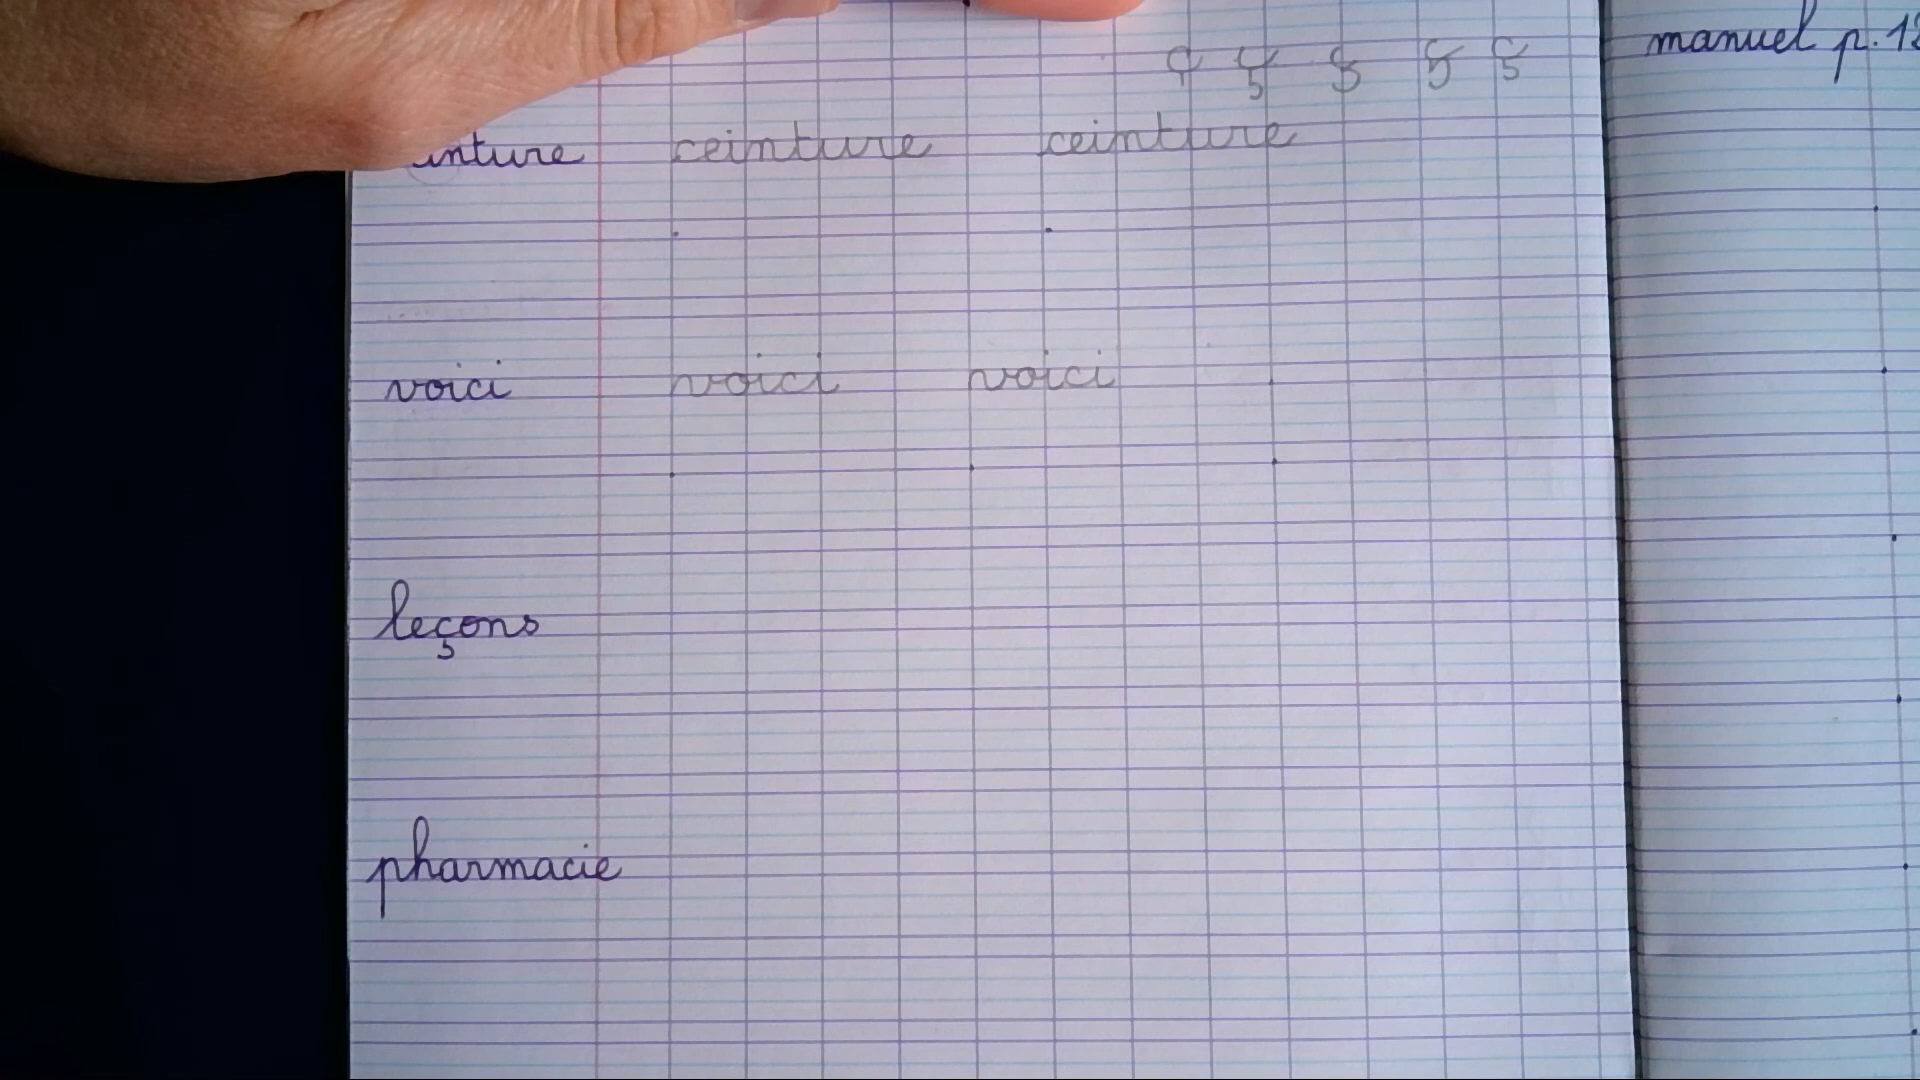 ç ç ç ç ç
ceinture ceinture
voici voici voici
leçons
pharmacie
manuel p.